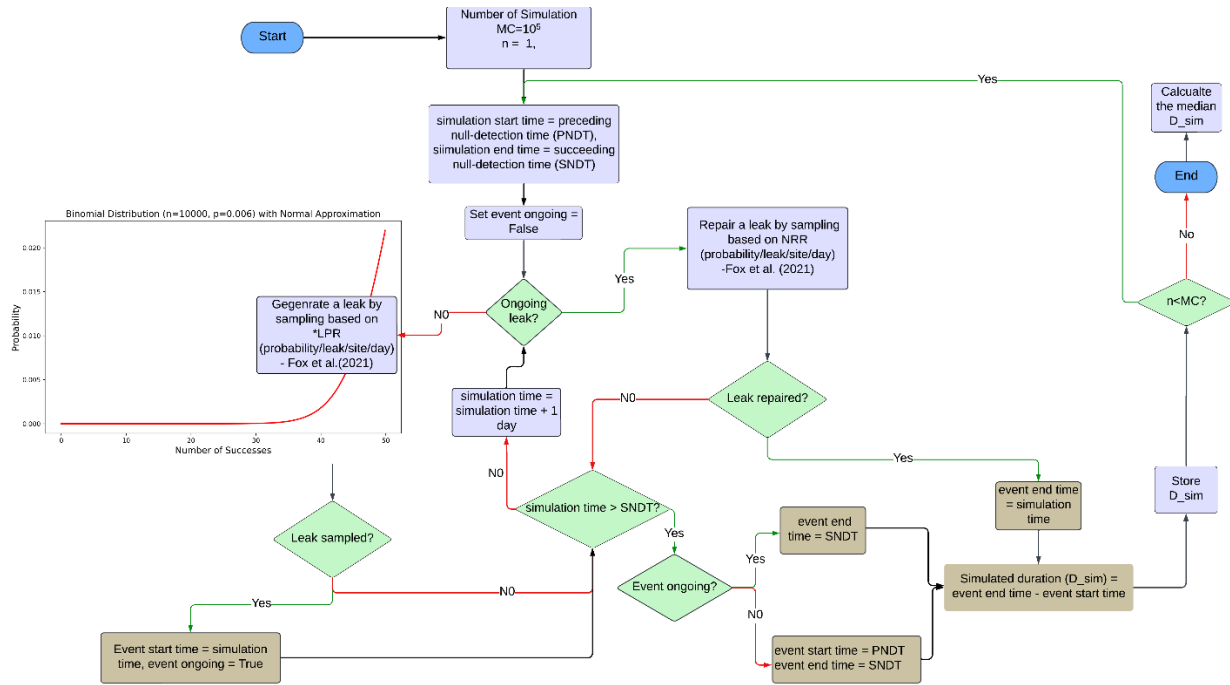 Start
Number of Simulation
MC=10⁵
n = 1,
Yes
simulation start time = preceding
null-detection time (PNDT),
siimulation end time = succeeding
null-detection time (SNDT)
Calcualte
the median
D_sim
End
No
n<MC?
Set event ongoing =
False
Repair a leak by sampling
based on NRR
(probability/leak/site/day)
-Fox et al. (2021)
Yes
Ongoing
leak?
N0
Binomial Distribution (n=10000, p=0.006) with Normal Approximation
Probability
0.020
0.015
0.010
0.005
0.000
0
10
20
30
40
50
Number of Successes
Gegenrate a leak by
sampling based on
*LPR
(probability/leak/site/day)
- Fox et al.(2021)
simulation time =
simulation time + 1
day
N0
Leak repaired?
N0
Yes
simulation time > SNDT?
Leak sampled?
N0
Yes
Event start time = simulation
time, event ongoing = True
Yes
Event ongoing?
Yes
N0
event end
time = SNDT
event start time = PNDT
event end time = SNDT
event end time
= simulation
time
Simulated duration (D_sim) =
event end time - event start time
Store
D_sim